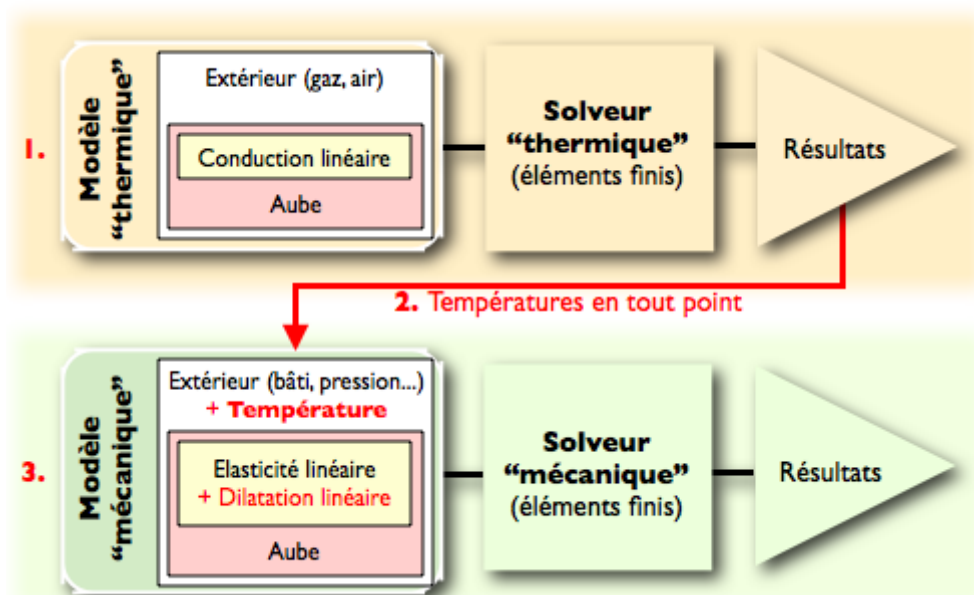 1.
Modèle
“thermique”
Extérieur (gaz, air)
Conduction linéaire
Aube
Solveur
“thermique”
(éléments finis)
Résultats
2. Températures en tout point
3.
Modèle
“mécanique”
Extérieur (bâti, pression...)
+ Température
Elasticité linéaire
+ Dilatation linéaire
Aube
Solveur
“mécanique”
(éléments finis)
Résultats